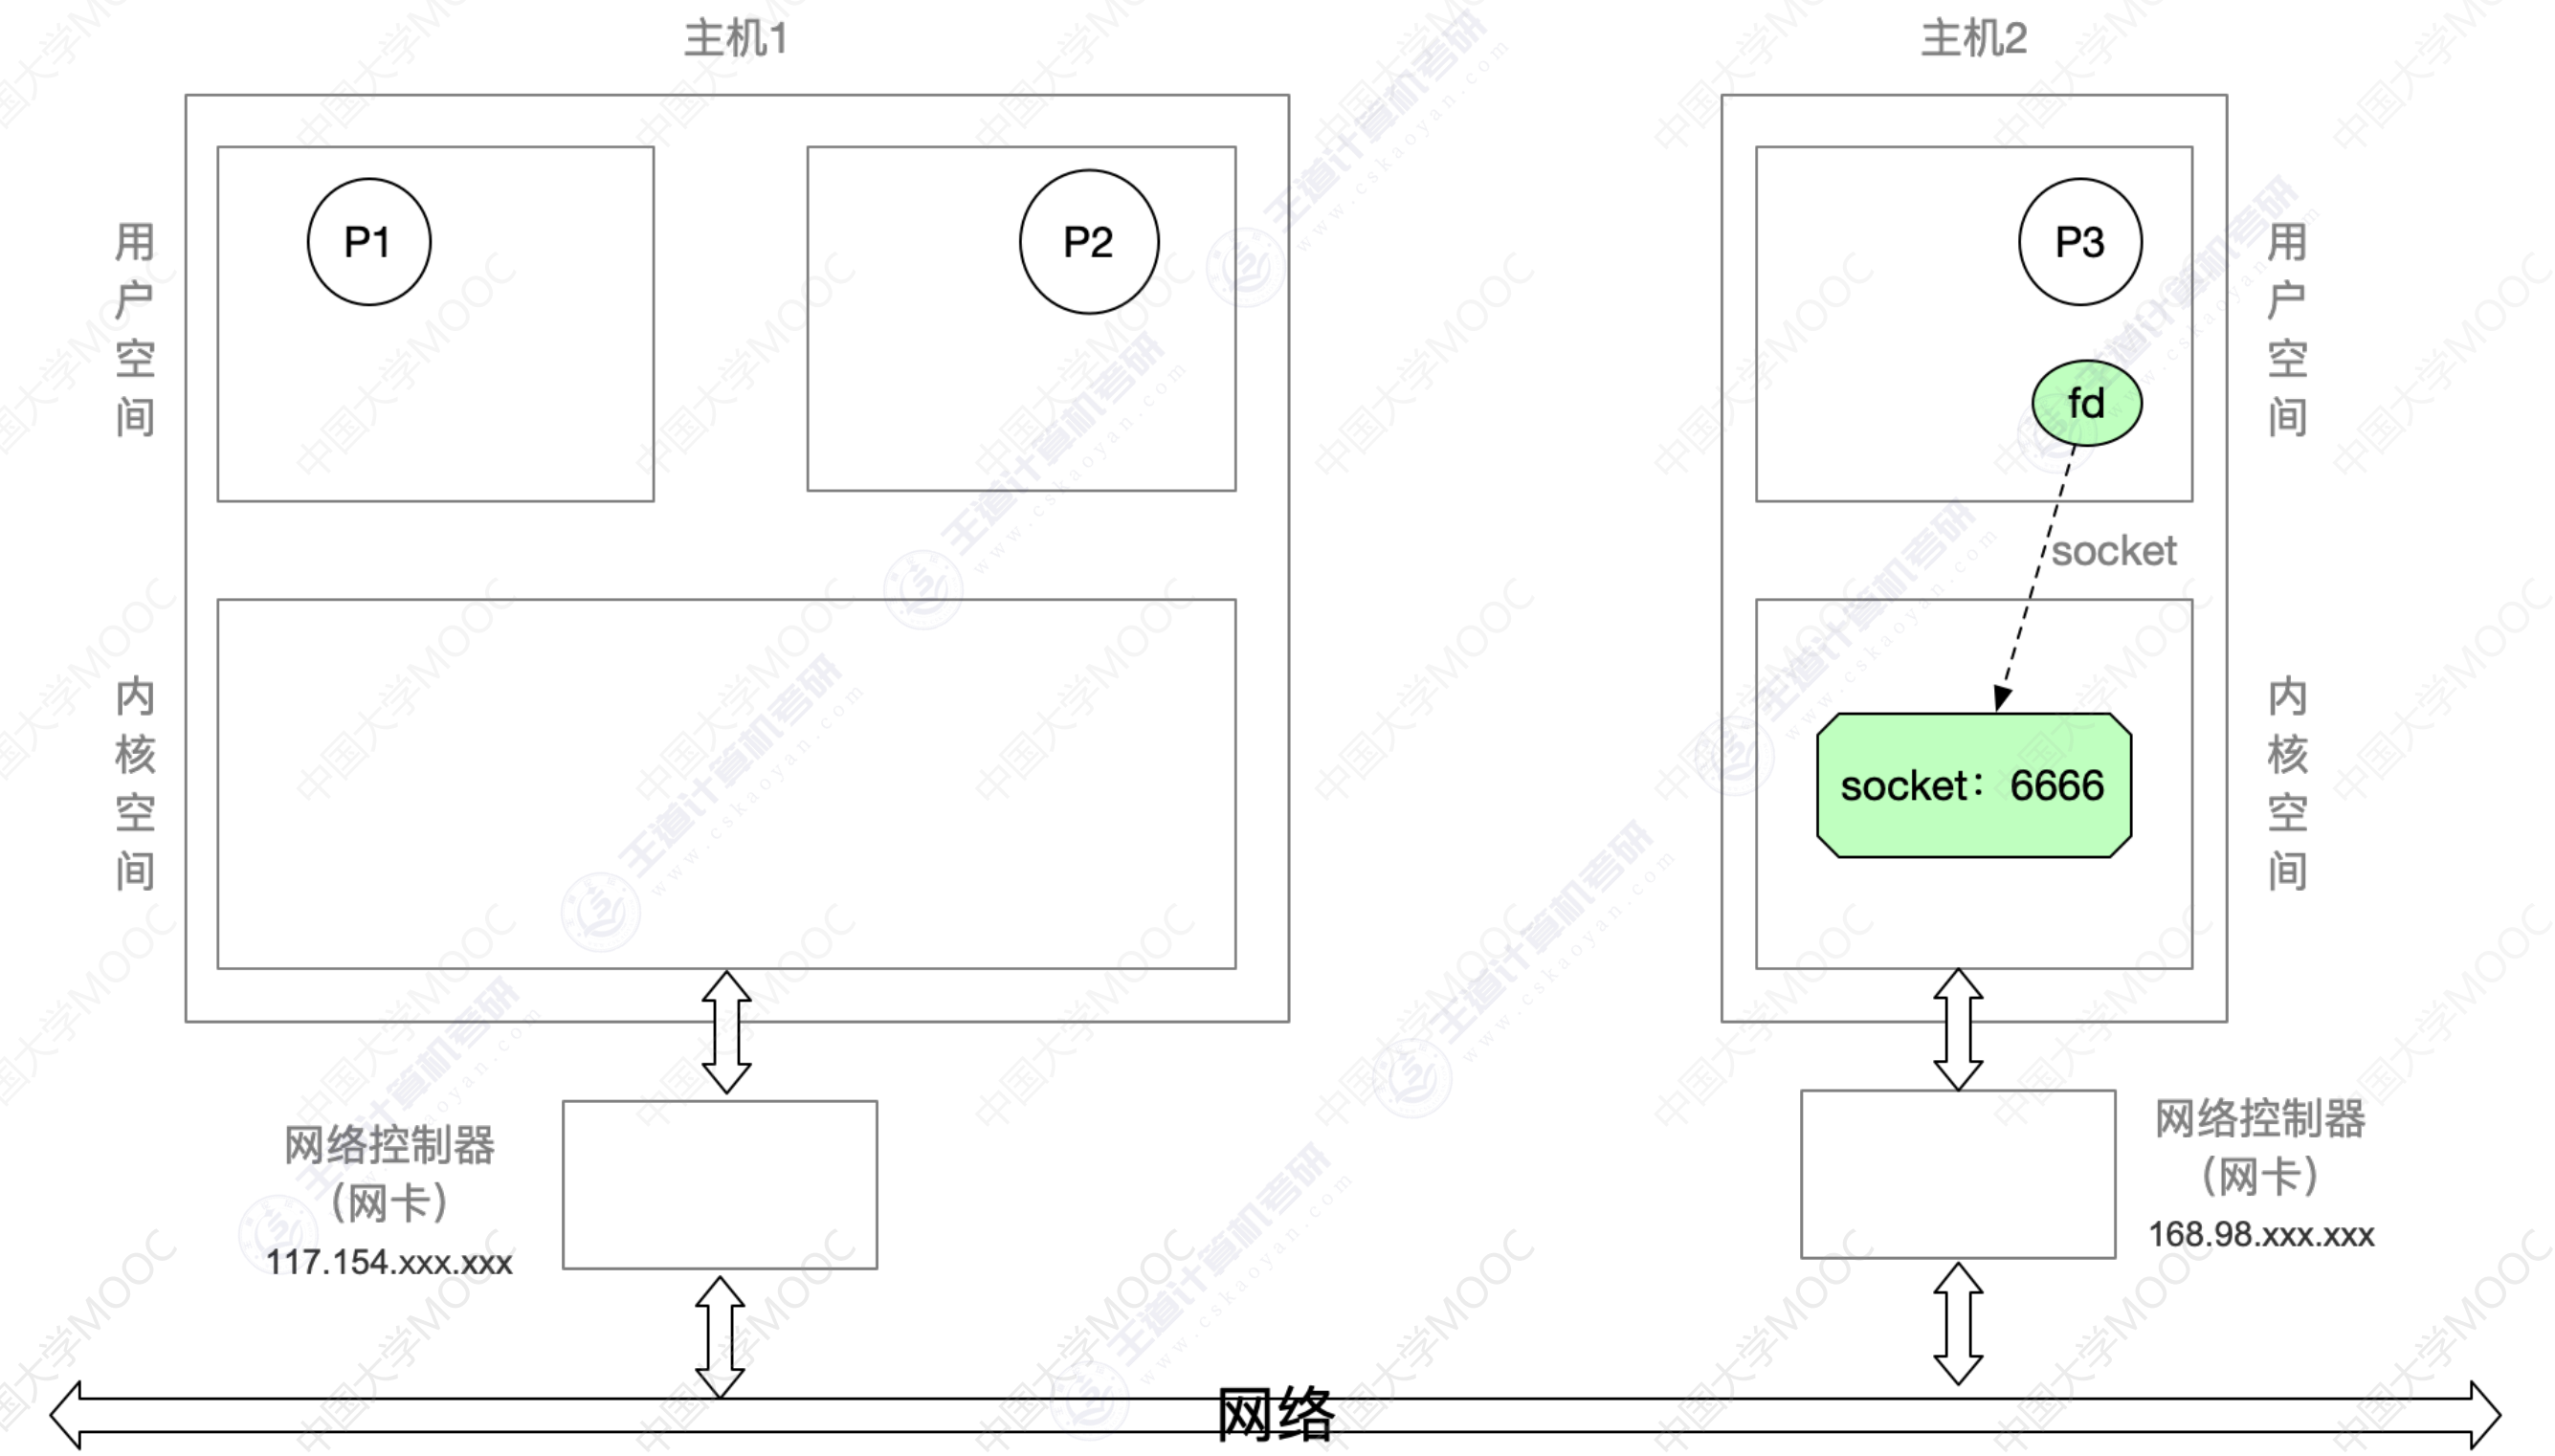 主机1
主机2
P1
P2
P3
用户空间
用户空间
fd
socket
内核空间
内核空间
socket：6666
网络控制器
（网卡）
117.154.xxx.xxx
网络控制器
（网卡）
168.98.xxx.xxx
网络
中国大学MOOC
王道计算机考研
www.cskaoyan.com